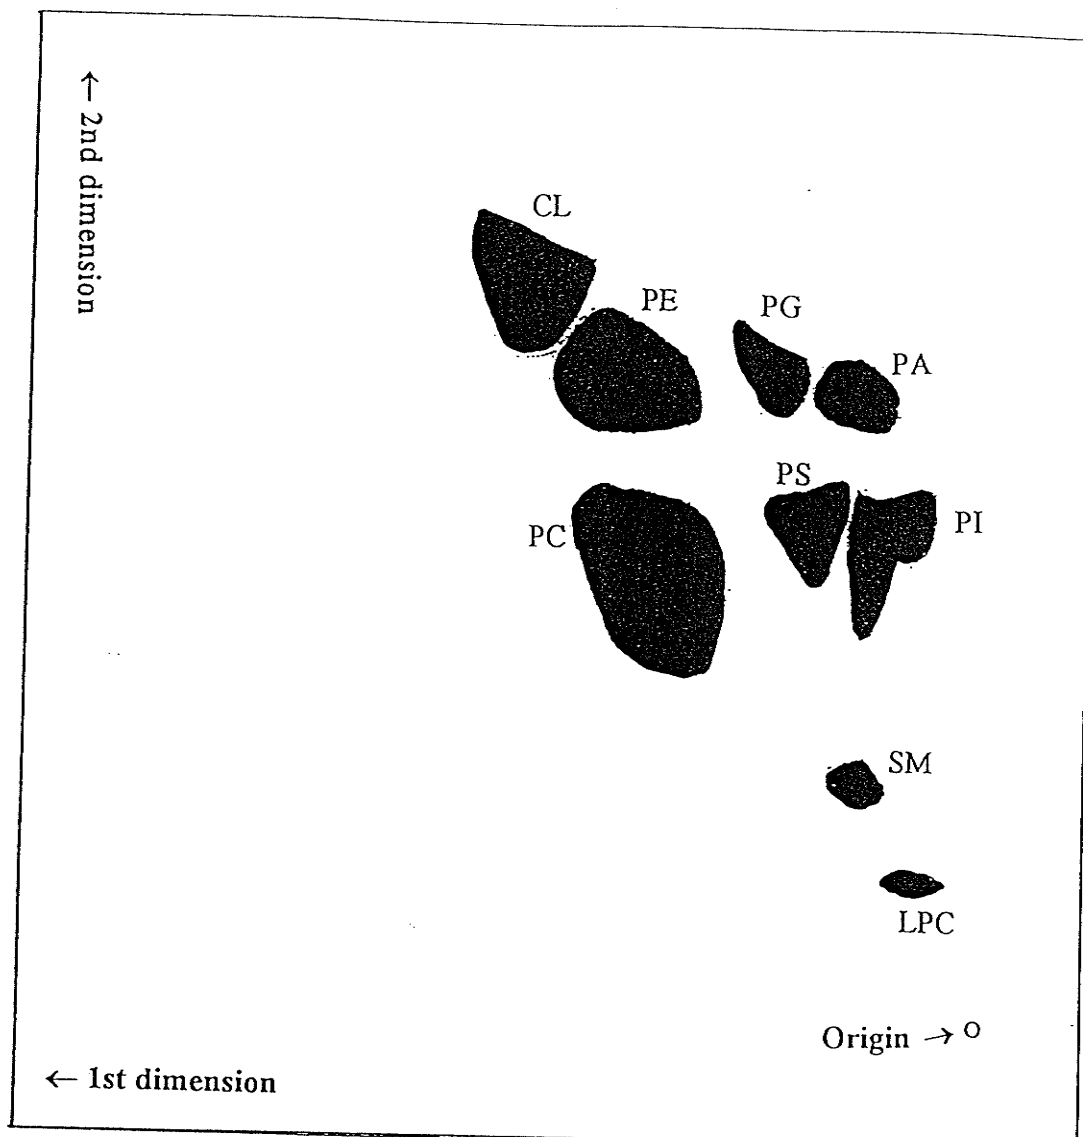 ← 2nd dimension
CL
PE
PG
PA
PS
PC
PI
SM
LPC
Origin → O
← 1st dimension